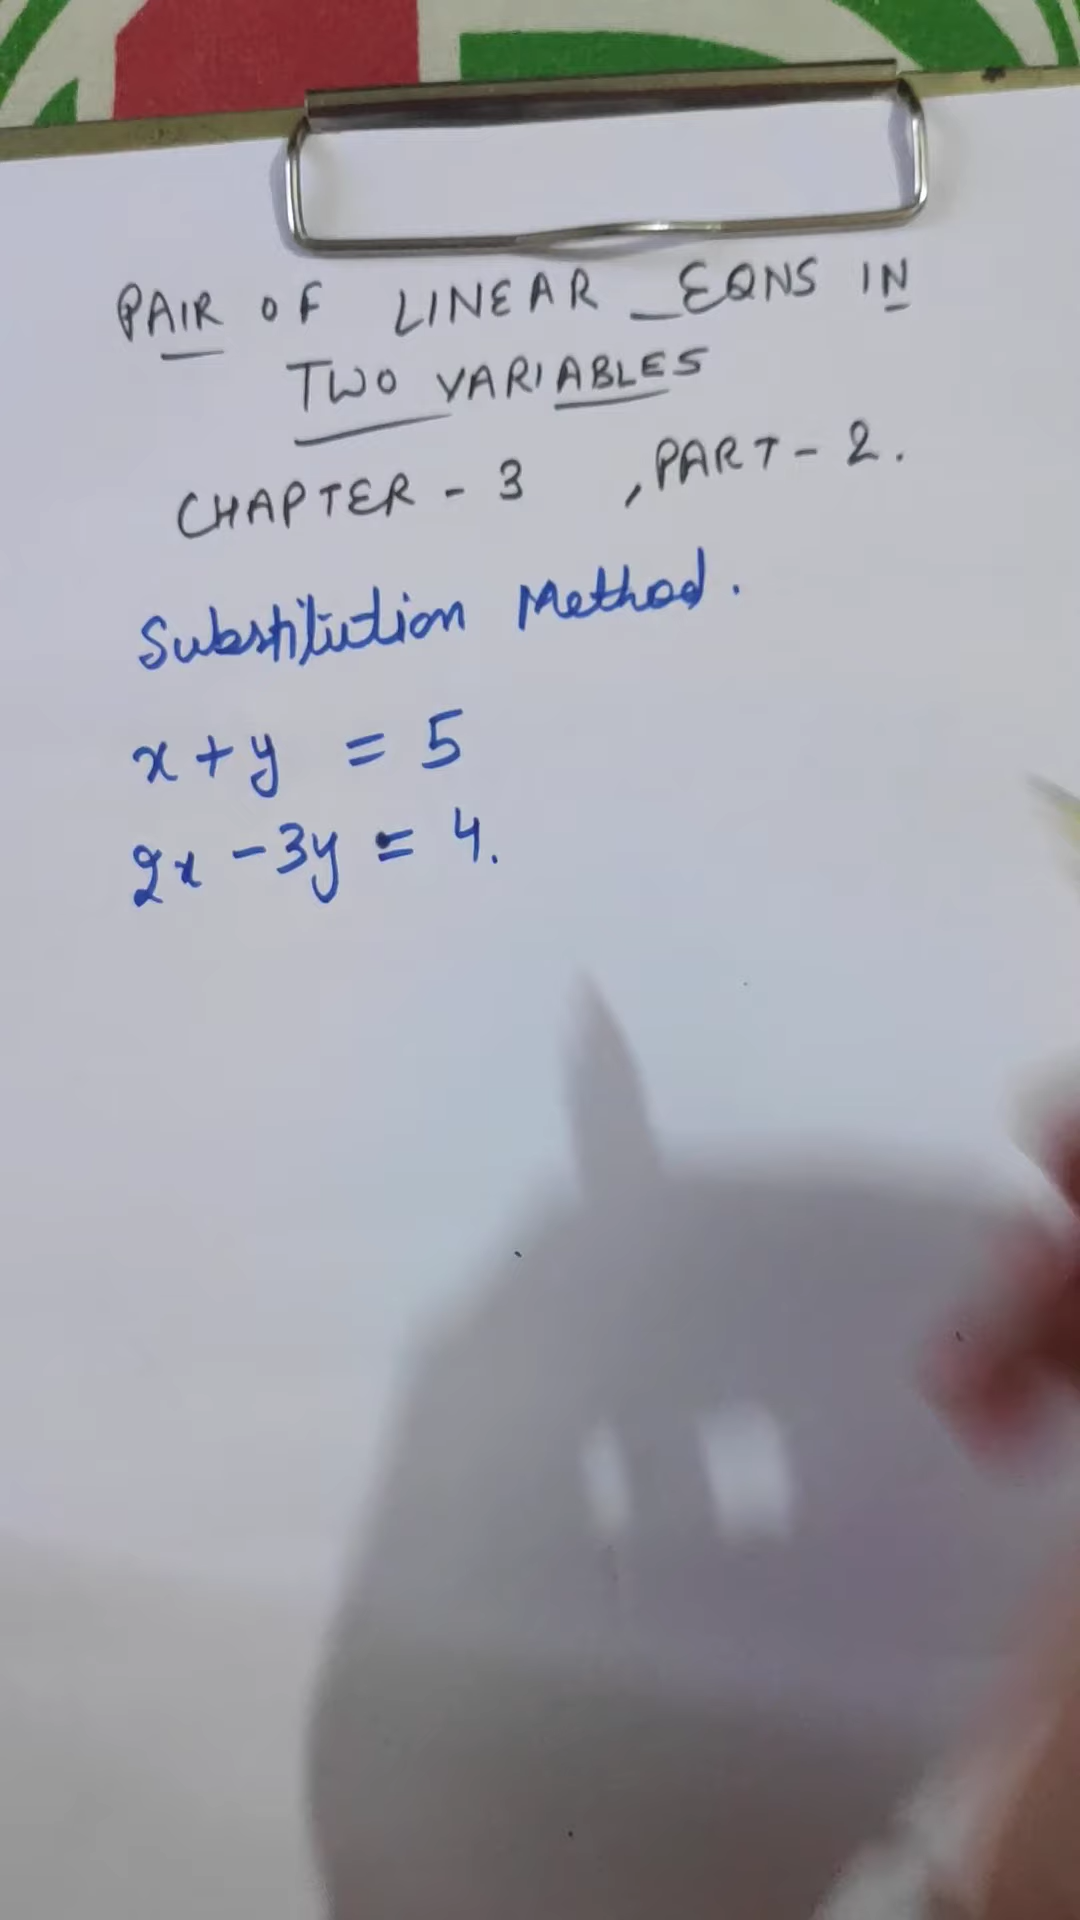 PAIR OF LINEAR EQNS IN
TWO VARIABLES
CHAPTER - 3 , PART - 2.
Substitution Method.
x + y = 5
2x - 3y = 4.